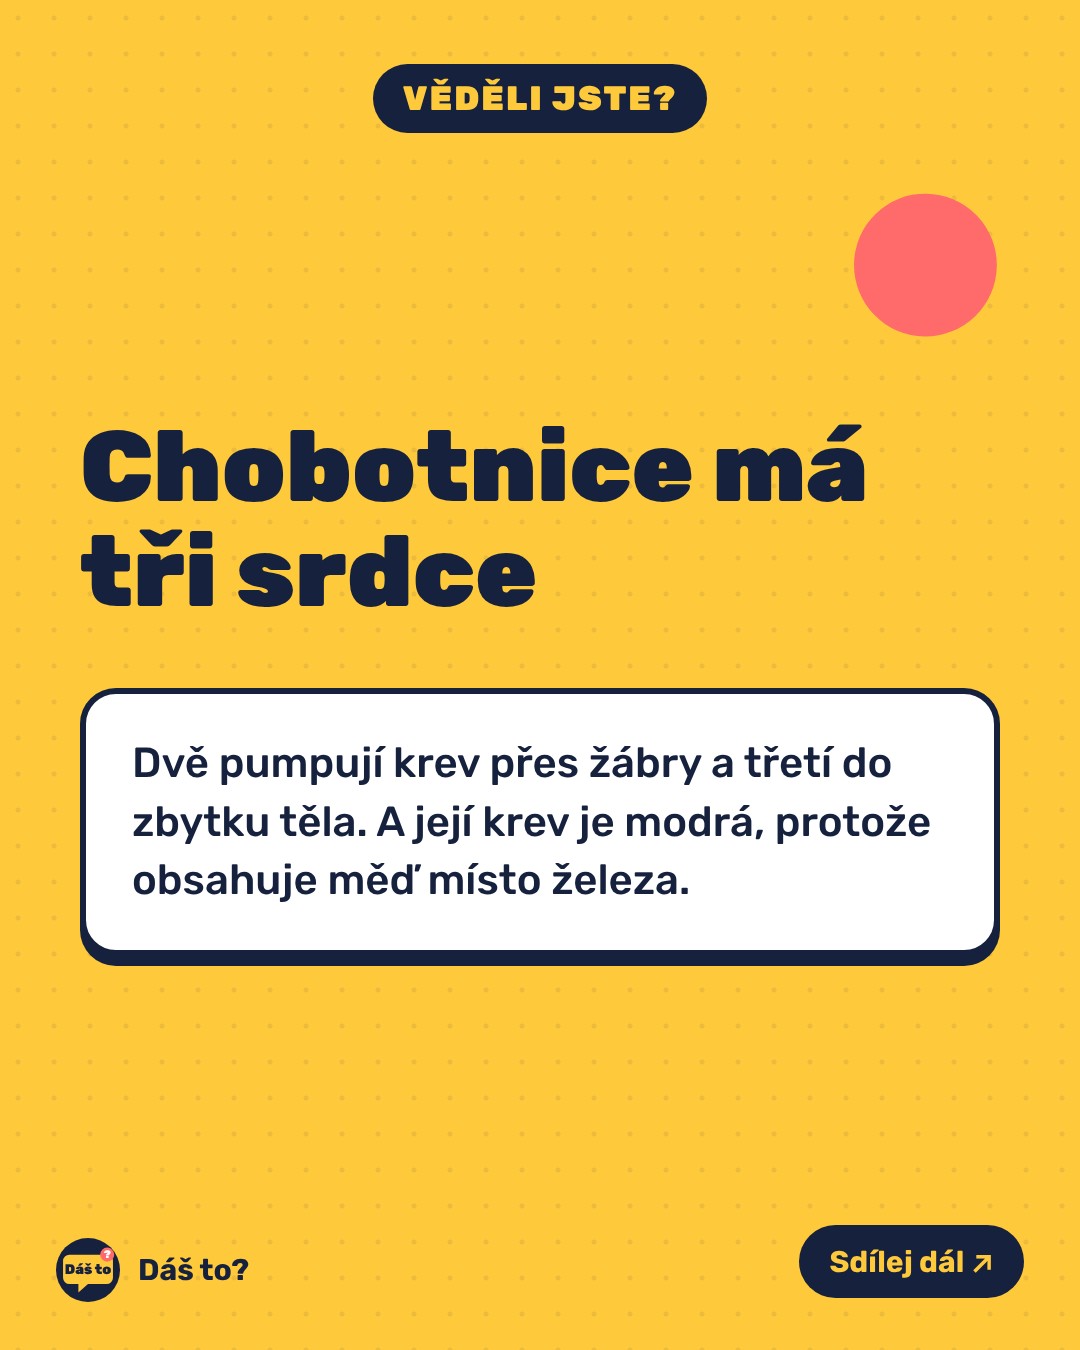 VĚDĚLI JSTE?
Chobotnice má
tři srdce
Dvě pumpují krev přes žábry a třetí do
zbytku těla. A její krev je modrá, protože
obsahuje měď místo železa.
Dáš to
?
Dáš to?
Sdílej dál ↗